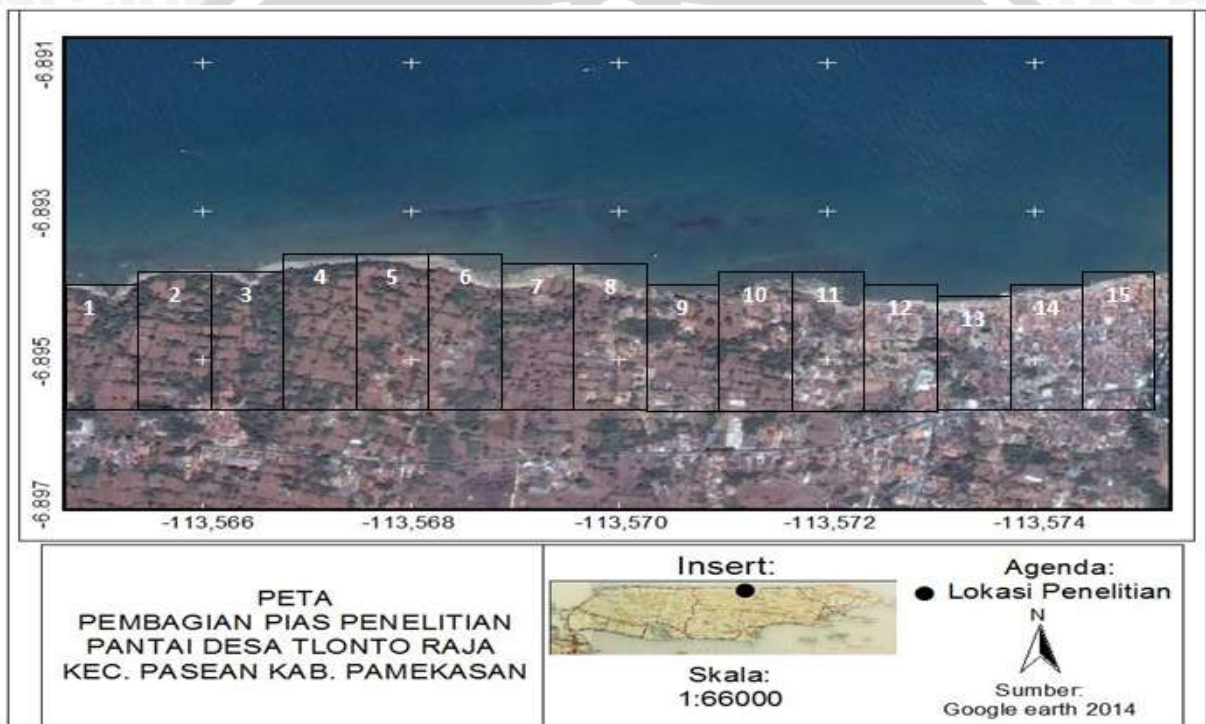 -6.891
-6.893
-6.895
-6.897
1
2
3
4
5
6
7
8
9
10
11
12
13
14
15
-113,566
-113,568
-113,570
-113,572
-113,574
PETA
PEMBAGIAN PIAS PENELITIAN
PANTAI DESA TLONTO RAJA
KEC. PASEAN KAB. PAMEKASAN
Insert:
Skala:
1:66000
Agenda:
Lokasi Penelitian
N
Sumber:
Google earth 2014